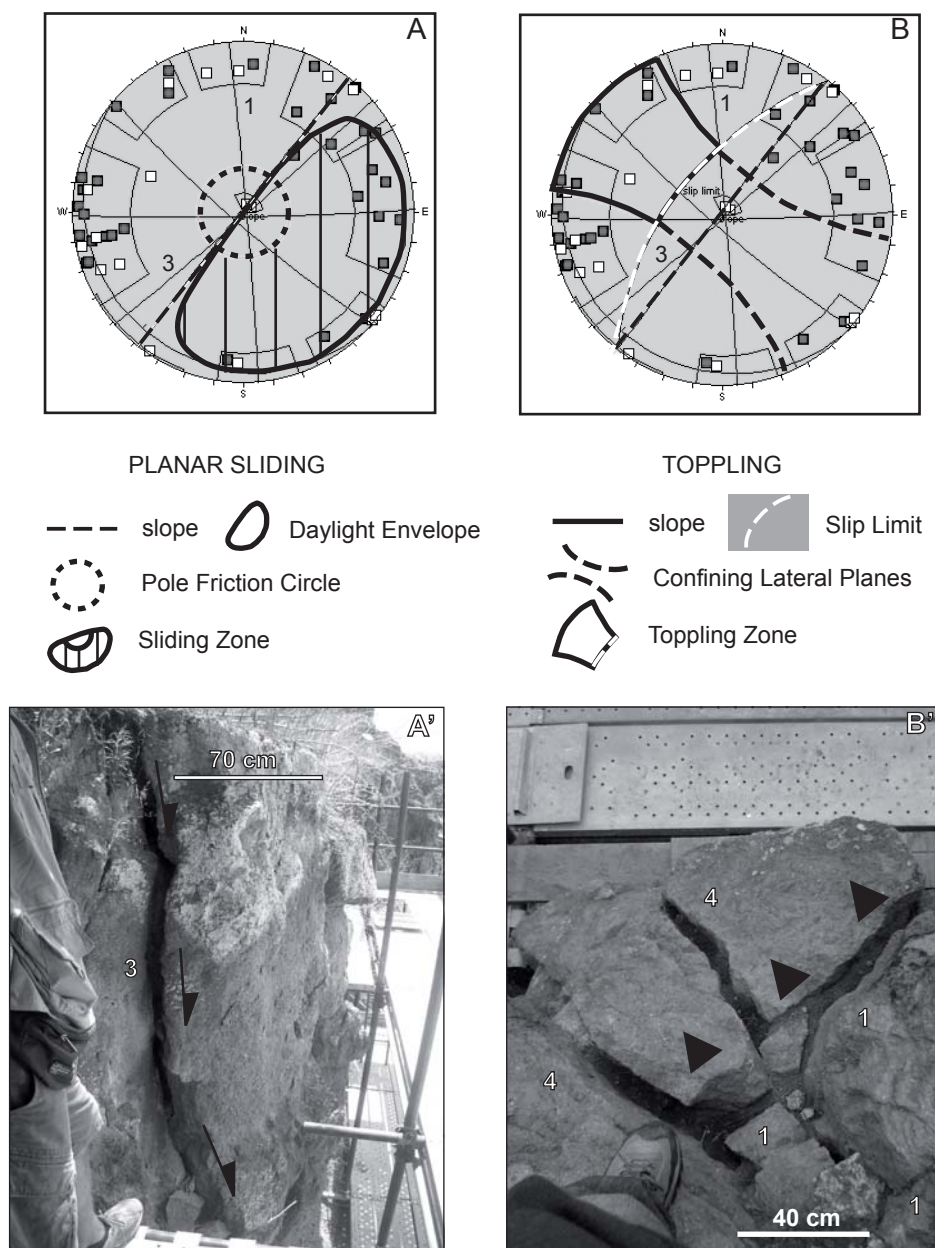 A
N
1
W
E
slope
3
S
B
N
1
slip limit
W
E
slope
3
S
PLANAR SLIDING
slope
Daylight Envelope
Pole Friction Circle
Sliding Zone
TOPPLING
slope
Slip Limit
Confining Lateral Planes
Toppling Zone
A'
70 cm
3
B'
4
1
4
1
1
40 cm